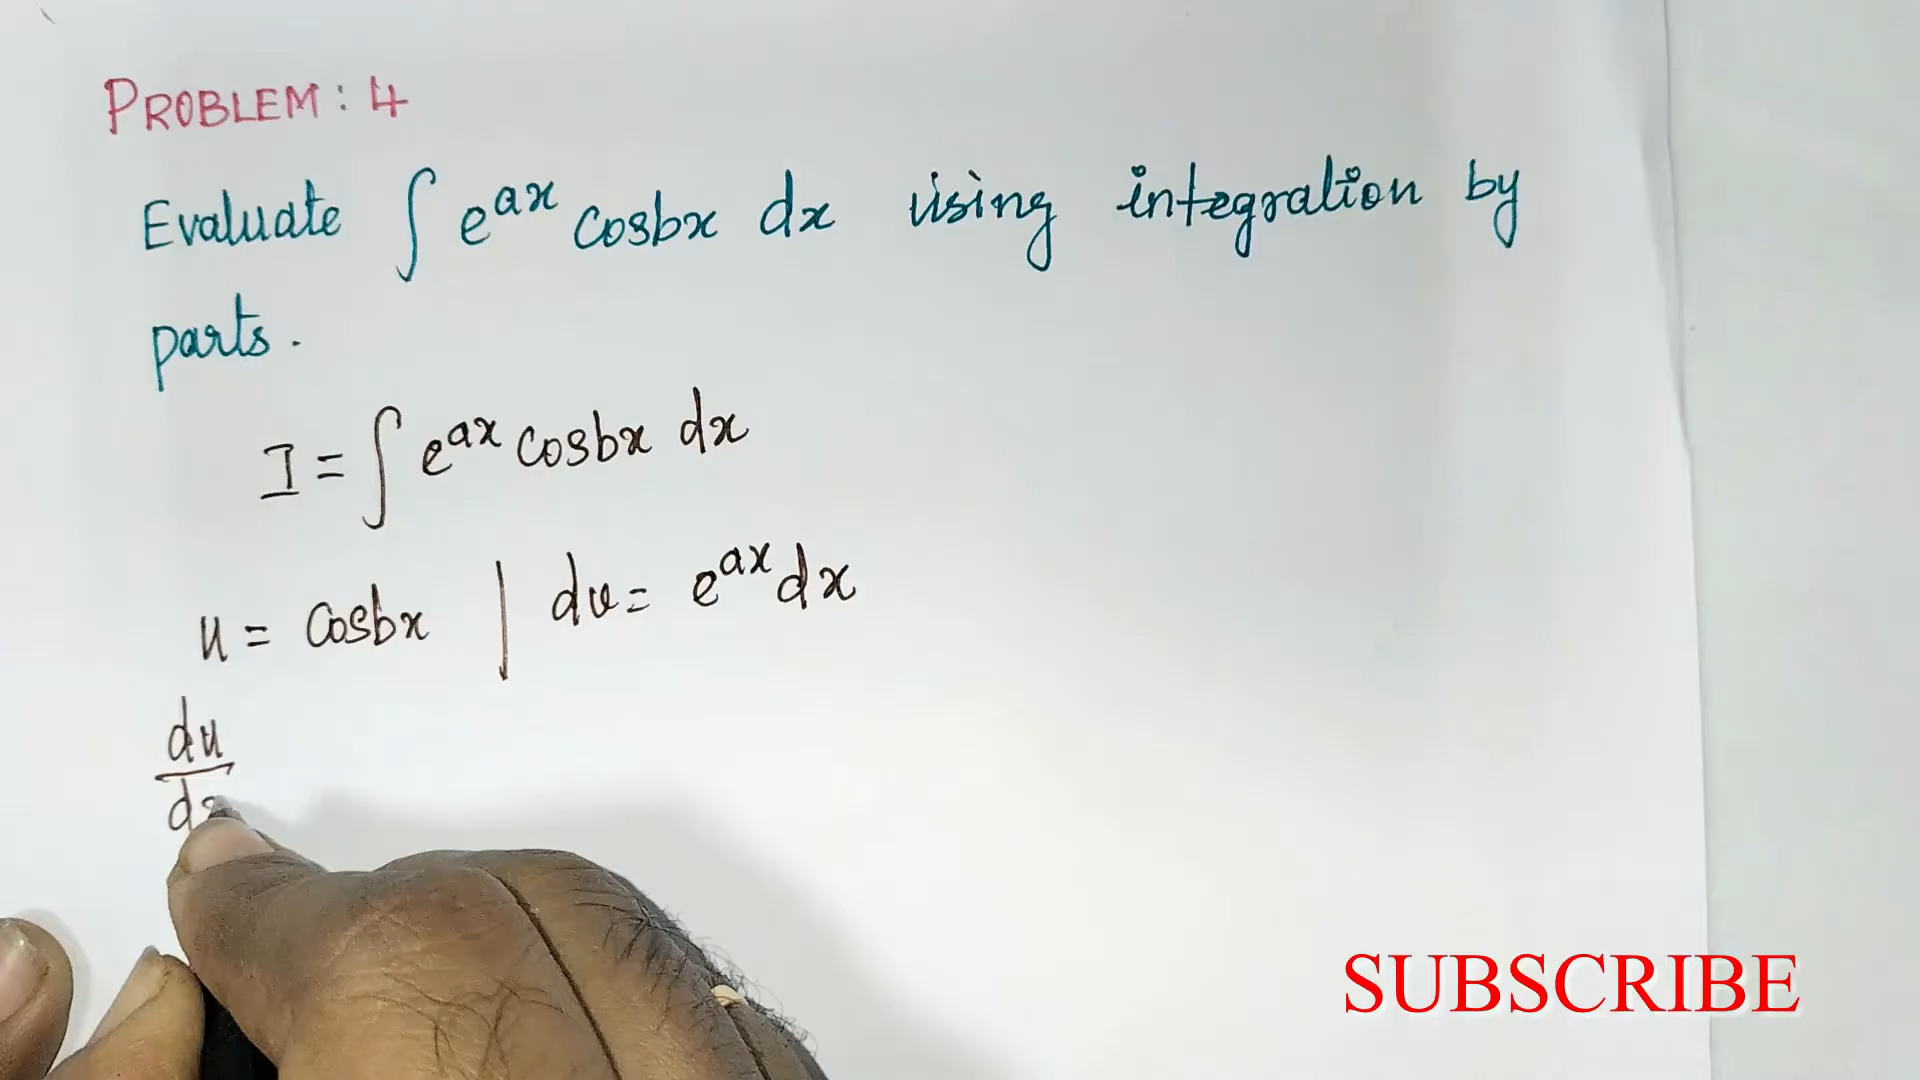 PROBLEM: 4
Evaluate ∫ e^{ax} cosbx dx using integration by
parts.
I = ∫ e^{ax} cosbx dx
u = cosbx | dv = e^{ax} dx
du
d
SUBSCRIBE